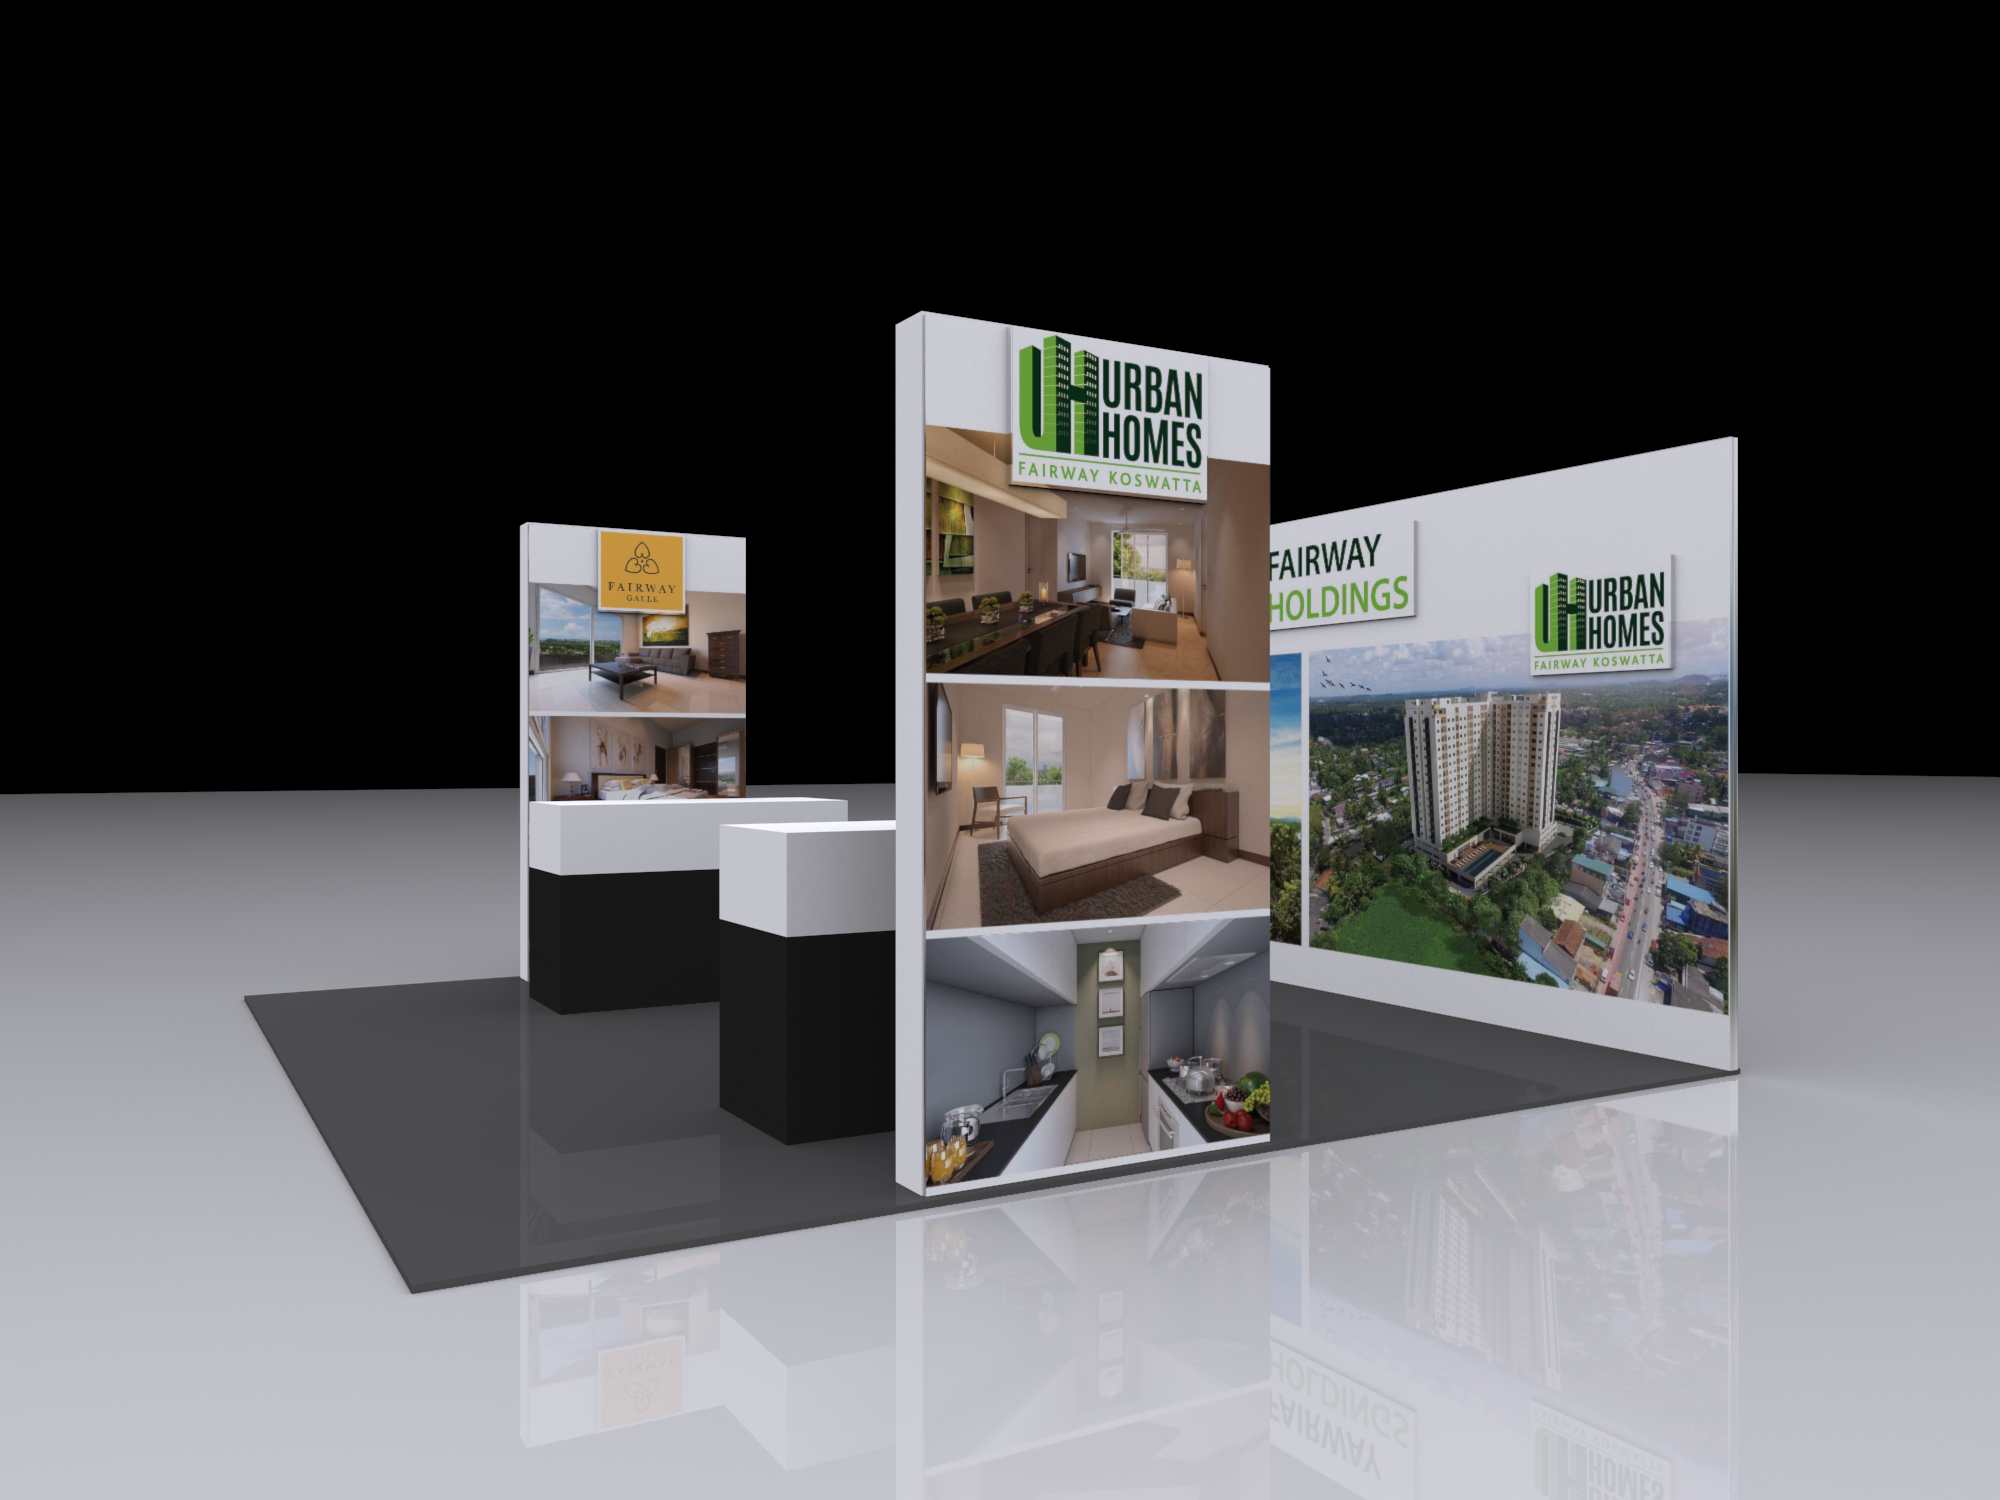 URBAN
HOMES
FAIRWAY KOSWATTA
FAIRWAY
GALLE
FAIRWAY
HOLDINGS
URBAN
HOMES
FAIRWAY KOSWATTA